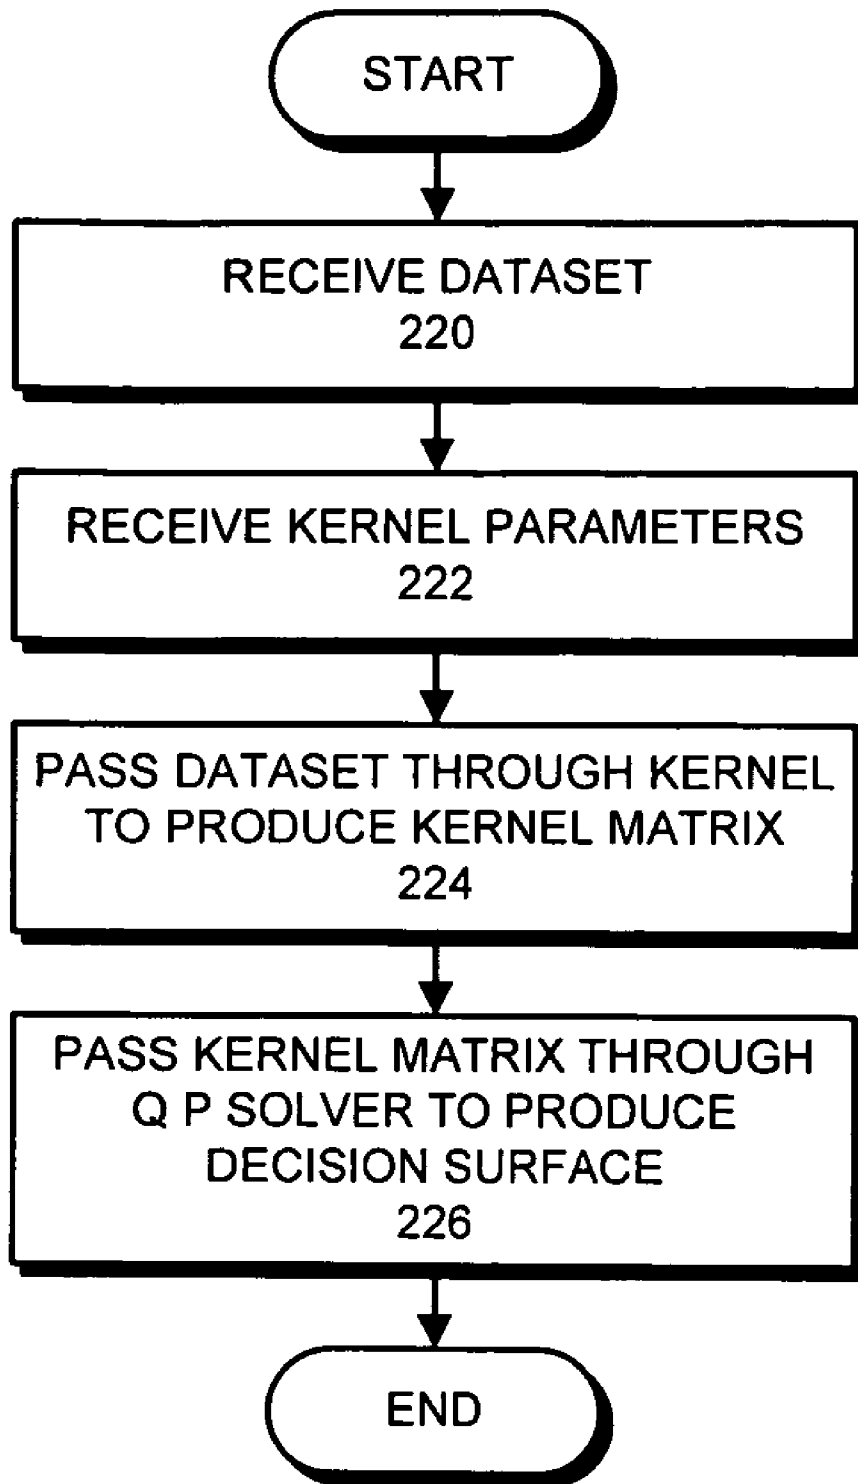 START
RECEIVE DATASET
220
RECEIVE KERNEL PARAMETERS
222
PASS DATASET THROUGH KERNEL
TO PRODUCE KERNEL MATRIX
224
PASS KERNEL MATRIX THROUGH
Q P SOLVER TO PRODUCE
DECISION SURFACE
226
END